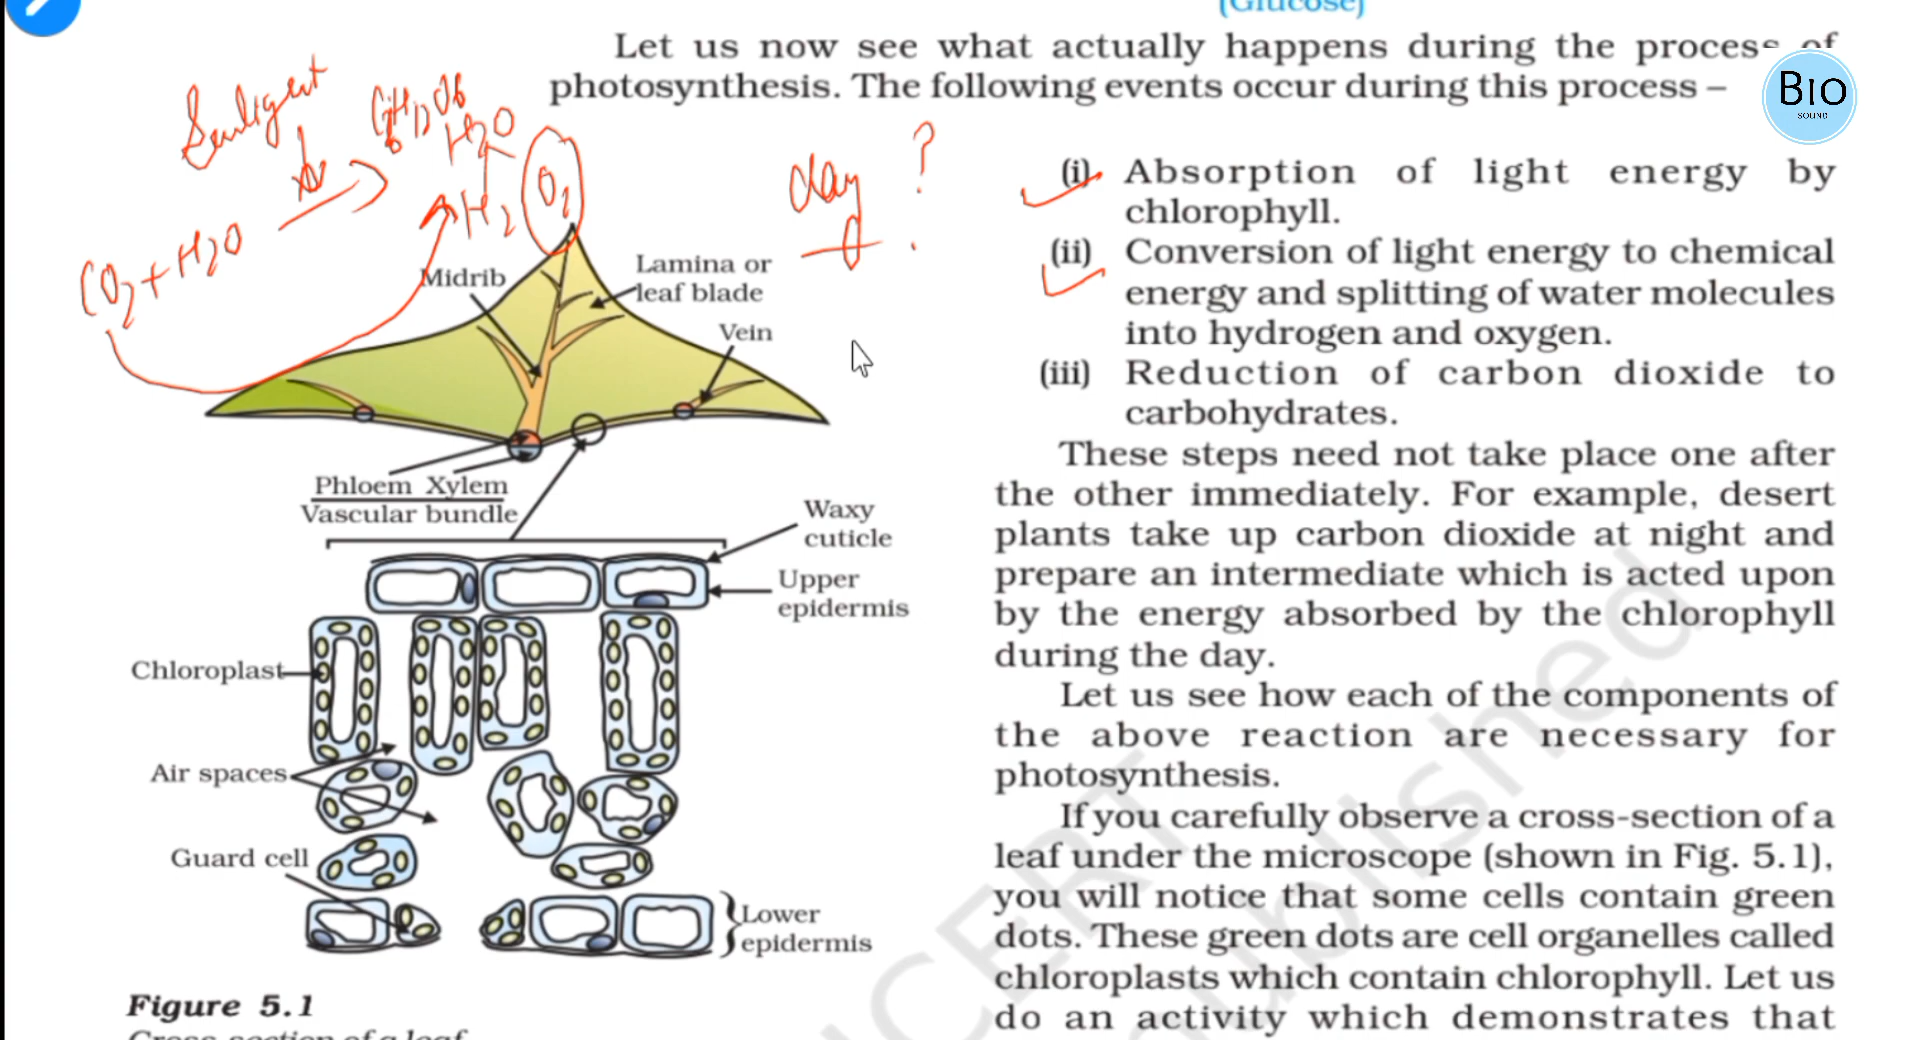 (Glucose)
Let us now see what actually happens during the process of
photosynthesis. The following events occur during this process –
BIO
SOUND
Sunlight
C6H12O6
H2O
H2
O2
CO2 + H2O
day ?
(i) Absorption of light energy by
chlorophyll.
(ii) Conversion of light energy to chemical
energy and splitting of water molecules
into hydrogen and oxygen.
(iii) Reduction of carbon dioxide to
carbohydrates.
These steps need not take place one after
the other immediately. For example, desert
plants take up carbon dioxide at night and
prepare an intermediate which is acted upon
by the energy absorbed by the chlorophyll
during the day.
Let us see how each of the components of
the above reaction are necessary for
photosynthesis.
If you carefully observe a cross-section of a
leaf under the microscope (shown in Fig. 5.1),
you will notice that some cells contain green
dots. These green dots are cell organelles called
chloroplasts which contain chlorophyll. Let us
do an activity which demonstrates that
Midrib
Lamina or
leaf blade
Vein
Phloem Xylem
Vascular bundle
Waxy
cuticle
Upper
epidermis
Chloroplast
Air spaces
Guard cell
Lower
epidermis
Figure 5.1
Cross-section of a leaf
NCERT